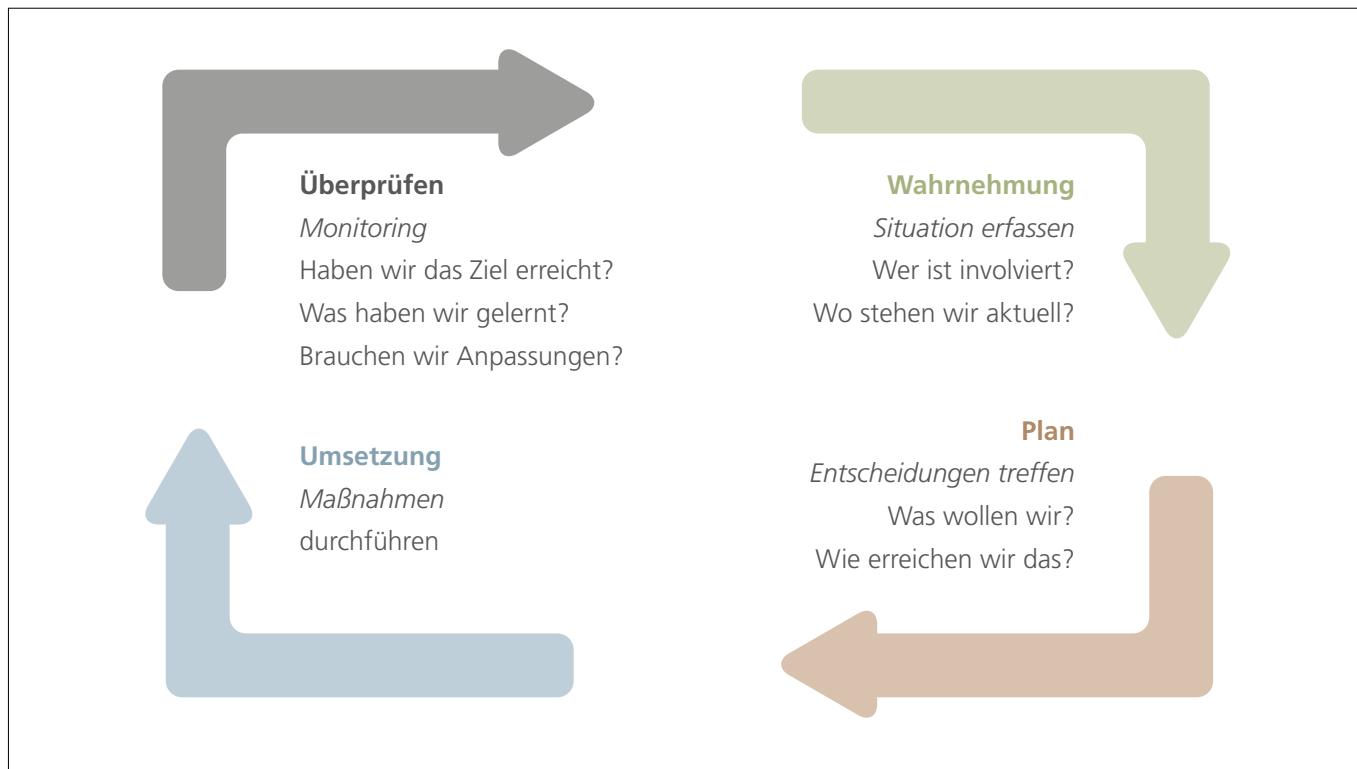 Überprüfen
Monitoring
Haben wir das Ziel erreicht?
Was haben wir gelernt?
Brauchen wir Anpassungen?
Wahrnehmung
Situation erfassen
Wer ist involviert?
Wo stehen wir aktuell?
Umsetzung
Maßnahmen
durchführen
Plan
Entscheidungen treffen
Was wollen wir?
Wie erreichen wir das?